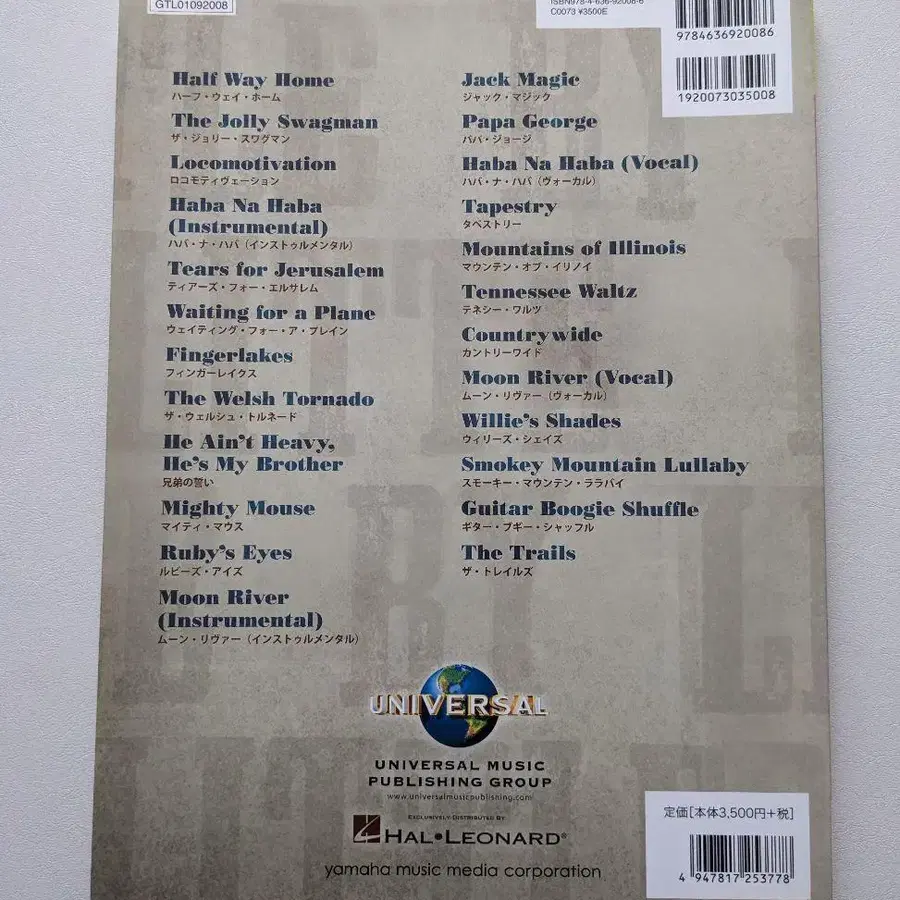 GTL01092008
ISBN978-4-636-92008-6
C0073 ¥3500E
9784636920086
1920073035008
Half Way Home
ハーフ・ウェイ・ホーム
The Jolly Swagman
ザ・ジョリー・スワグマン
Locomotivation
ロコモティヴェーション
Haba Na Haba
(Instrumental)
ハバ・ナ・ハバ（インストゥルメンタル）
Tears for Jerusalem
ティアーズ・フォー・エルサレム
Waiting for a Plane
ウェイティング・フォー・ア・プレイン
Fingerlakes
フィンガーレイクス
The Welsh Tornado
ザ・ウェルシュ・トルネード
He Ain't Heavy,
He's My Brother
兄弟の誓い
Mighty Mouse
マイティ・マウス
Ruby's Eyes
ルビーズ・アイズ
Moon River
(Instrumental)
ムーン・リヴァー（インストゥルメンタル）
Jack Magic
ジャック・マジック
Papa George
パパ・ジョージ
Haba Na Haba (Vocal)
ハバ・ナ・ハバ（ヴォーカル）
Tapestry
タペストリー
Mountains of Illinois
マウンテン・オブ・イリノイ
Tennessee Waltz
テネシー・ワルツ
Countrywide
カントリーワイド
Moon River (Vocal)
ムーン・リヴァー（ヴォーカル）
Willie's Shades
ウィリーズ・シェイズ
Smokey Mountain Lullaby
スモーキー・マウンテン・ララバイ
Guitar Boogie Shuffle
ギター・ブギー・シャッフル
The Trails
ザ・トレイルズ
UNIVERSAL
UNIVERSAL MUSIC
PUBLISHING GROUP
www.universalmusicpublishing.com
EXCLUSIVELY DISTRIBUTED BY
HAL•LEONARD®
yamaha music media corporation
定価[本体3,500円+税]
4 947817 253778